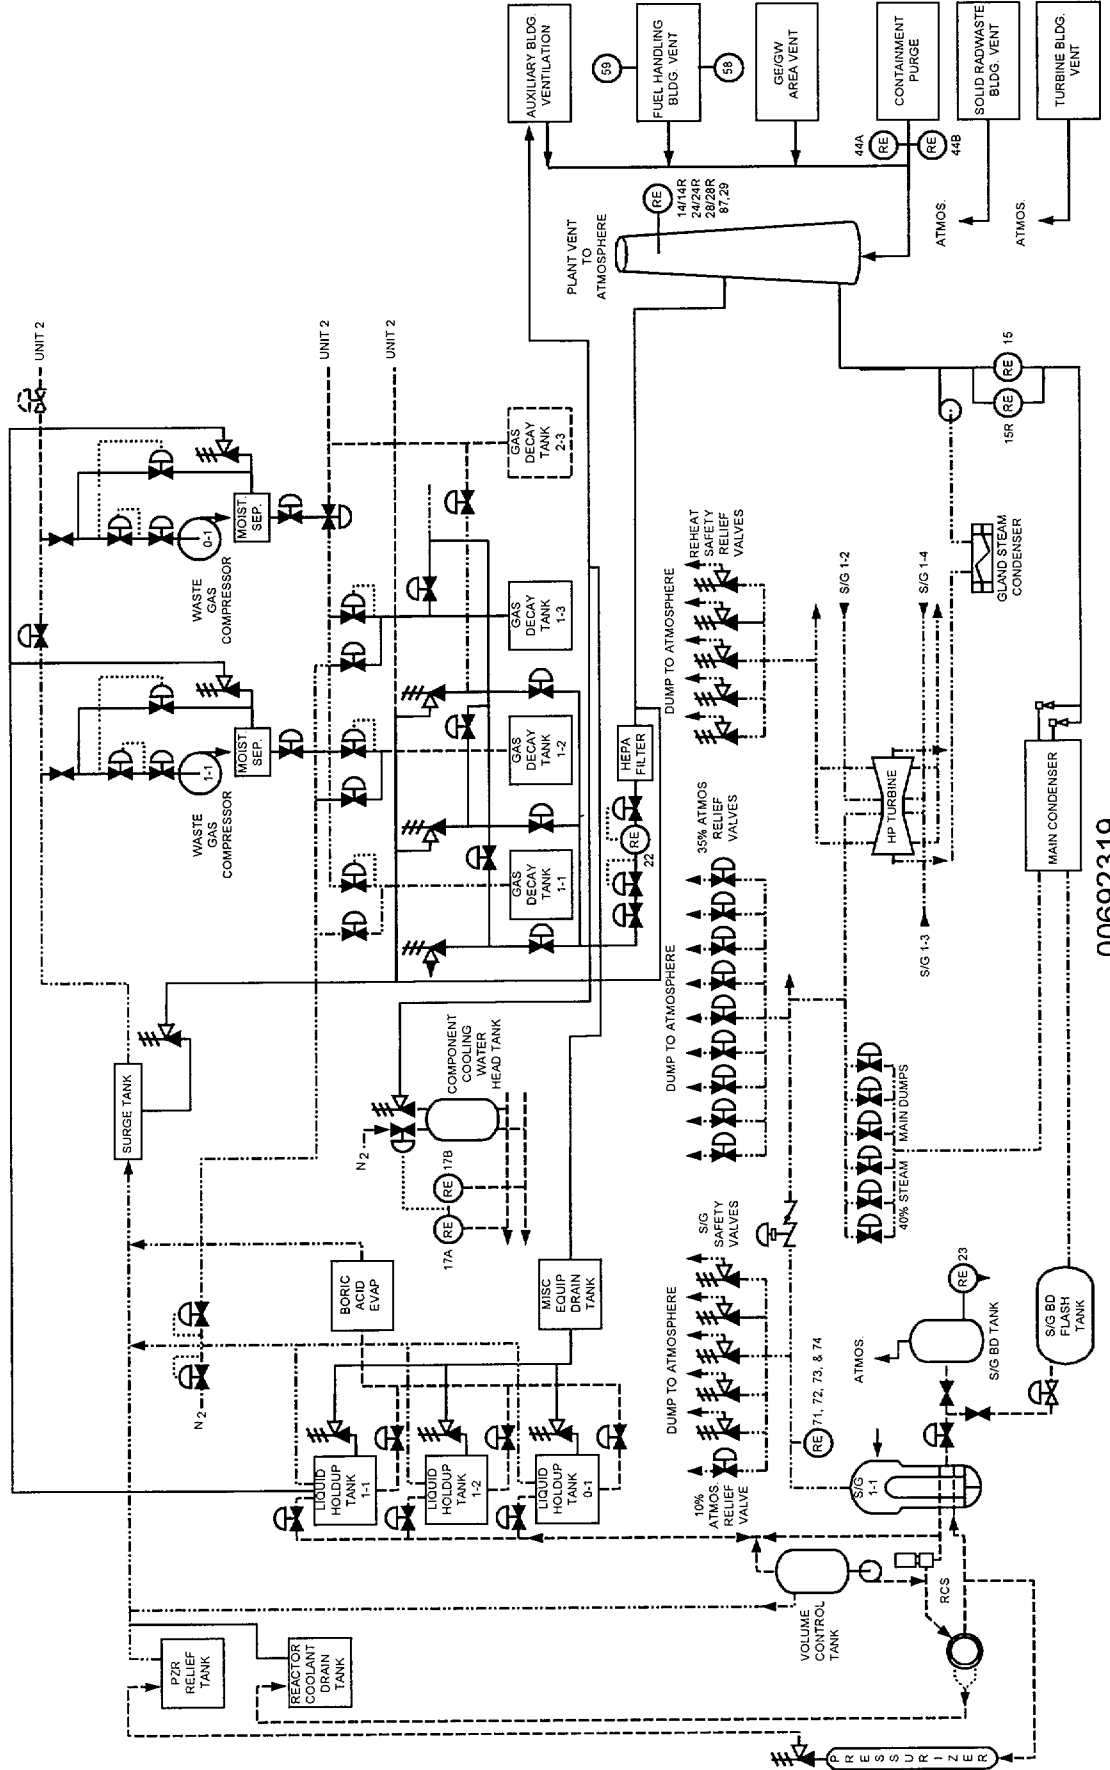 UNIT 2
UNIT 2
UNIT 2
WASTE
GAS
COMPRESSOR
0-1
MOIST.
SEP.
WASTE
GAS
COMPRESSOR
1-1
MOIST.
SEP.
SURGE TANK
N2
BORIC
ACID
EVAP
PZR
RELIEF
TANK
REACTOR
COOLANT
DRAIN
TANK
LIQUID
HOLDUP
TANK
1-1
LIQUID
HOLDUP
TANK
1-2
LIQUID
HOLDUP
TANK
0-1
MISC
EQUIP
DRAIN
TANK
N2
COMPONENT
COOLING
WATER
HEAD TANK
RE
17A
RE
17B
GAS
DECAY
TANK
1-1
GAS
DECAY
TANK
1-2
GAS
DECAY
TANK
1-3
GAS
DECAY
TANK
2-3
RE
22
HEPA
FILTER
AUXILIARY BLDG.
VENTILATION
59
FUEL HANDLING
BLDG. VENT
58
GE/GW
AREA VENT
CONTAINMENT
PURGE
44A
RE
RE
44B
SOLID RADWASTE
BLDG. VENT
ATMOS.
TURBINE BLDG.
VENT
ATMOS.
PLANT VENT
TO
ATMOSPHERE
RE
14/14R
24/24R
28/28R
87,29
DUMP TO ATMOSPHERE
10%
ATMOS.
RELIEF
VALVE
S/G
SAFETY
VALVES
DUMP TO ATMOSPHERE
35% ATMOS
RELIEF
VALVES
DUMP TO ATMOSPHERE
REHEAT
SAFETY
RELIEF
VALVES
RE
71, 72, 73, & 74
VOLUME
CONTROL
TANK
RCS
PRESSURIZER
S/G
1-1
ATMOS.
S/G BD TANK
RE
23
S/G BD
FLASH
TANK
40% STEAM MAIN DUMPS
HP TURBINE
S/G 1-2
S/G 1-3
S/G 1-4
GLAND STEAM
CONDENSER
RE
15
RE
15R
MAIN CONDENSER